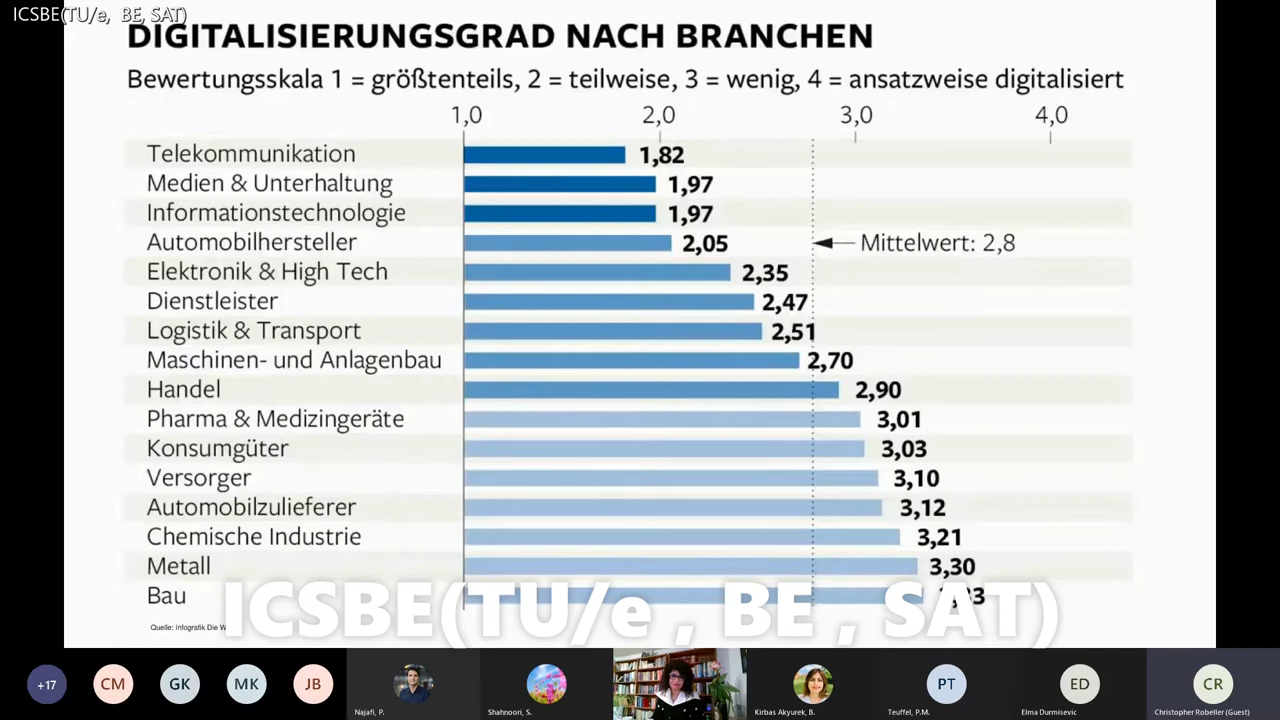 ICSBE(TU/e, BE, SAT)
DIGITALISIERUNGSGRAD NACH BRANCHEN
Bewertungsskala 1 = größtenteils, 2 = teilweise, 3 = wenig, 4 = ansatzweise digitalisiert
1,0 2,0 3,0 4,0
Telekommunikation 1,82
Medien & Unterhaltung 1,97
Informationstechnologie 1,97
Automobilhersteller 2,05 Mittelwert: 2,8
Elektronik & High Tech 2,35
Dienstleister 2,47
Logistik & Transport 2,51
Maschinen- und Anlagenbau 2,70
Handel 2,90
Pharma & Medizingeräte 3,01
Konsumgüter 3,03
Versorger 3,10
Automobilzulieferer 3,12
Chemische Industrie 3,21
Metall 3,30
Bau
ICSBE(TU/e , BE , SAT)
Quelle: Infografik Die
+17 CM GK MK JB PT ED CR
Najafi, P. Shahnoori, S. Kirbas Akyurek, B. Teuffel, P.M. Elma Durmisevic Christopher Robeller (Guest)